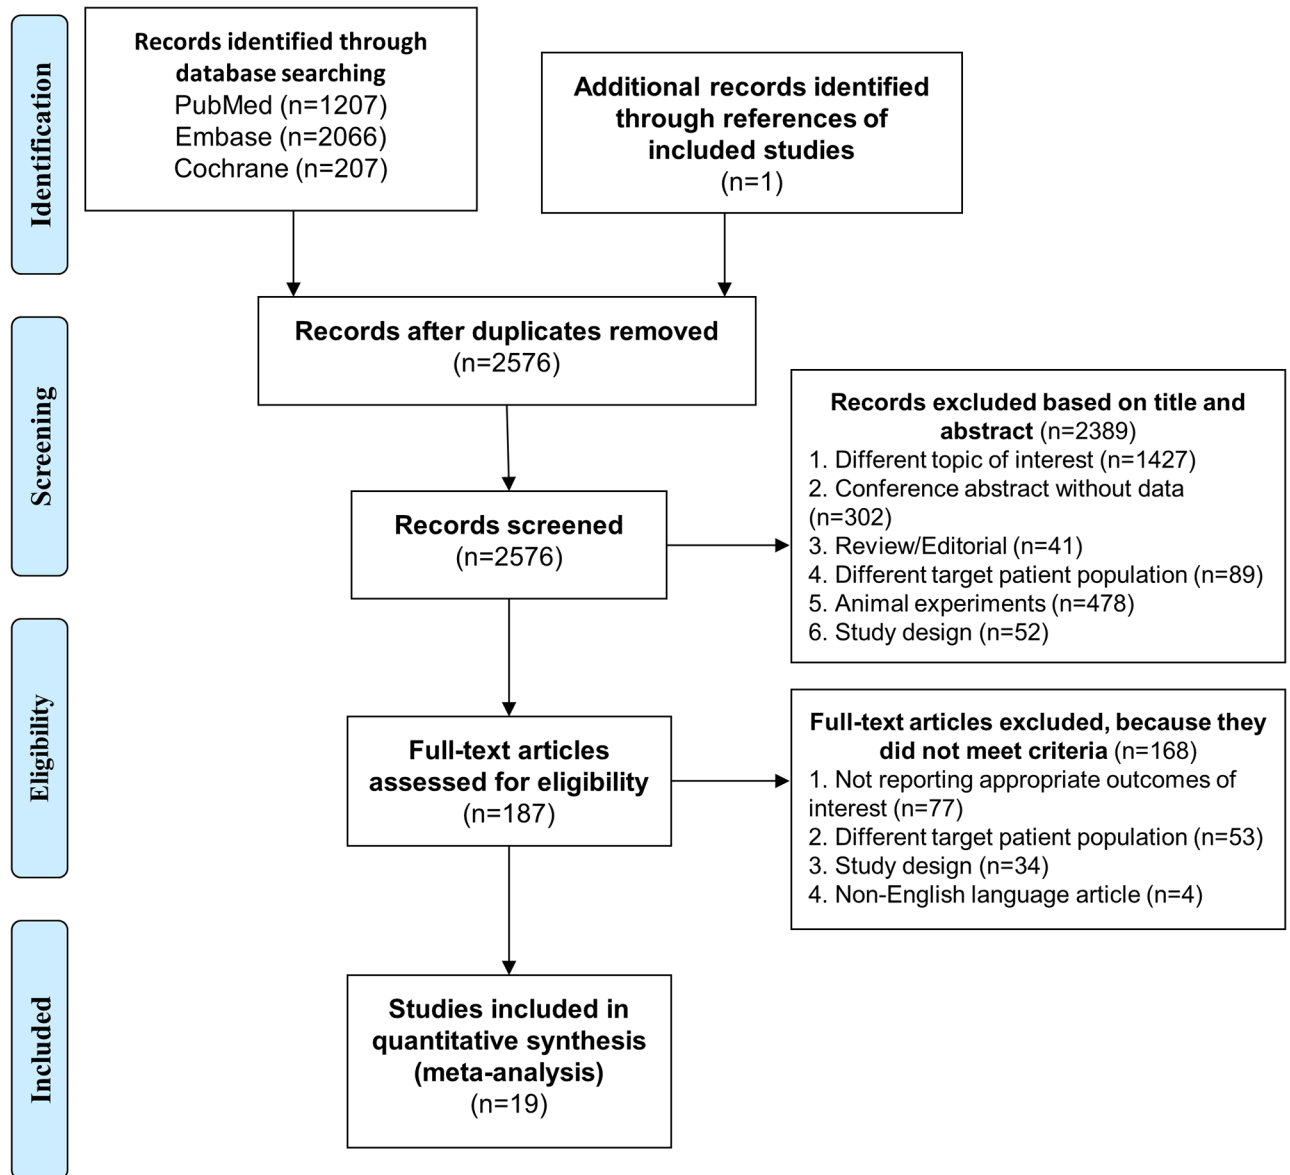 Identification
Records identified through
database searching
PubMed (n=1207)
Embase (n=2066)
Cochrane (n=207)
Additional records identified
through references of
included studies
(n=1)
Screening
Records after duplicates removed
(n=2576)
Records screened
(n=2576)
Records excluded based on title and
abstract (n=2389)
1. Different topic of interest (n=1427)
2. Conference abstract without data
(n=302)
3. Review/Editorial (n=41)
4. Different target patient population (n=89)
5. Animal experiments (n=478)
6. Study design (n=52)
Eligibility
Full-text articles
assessed for eligibility
(n=187)
Full-text articles excluded, because they
did not meet criteria (n=168)
1. Not reporting appropriate outcomes of
interest (n=77)
2. Different target patient population (n=53)
3. Study design (n=34)
4. Non-English language article (n=4)
Included
Studies included in
quantitative synthesis
(meta-analysis)
(n=19)